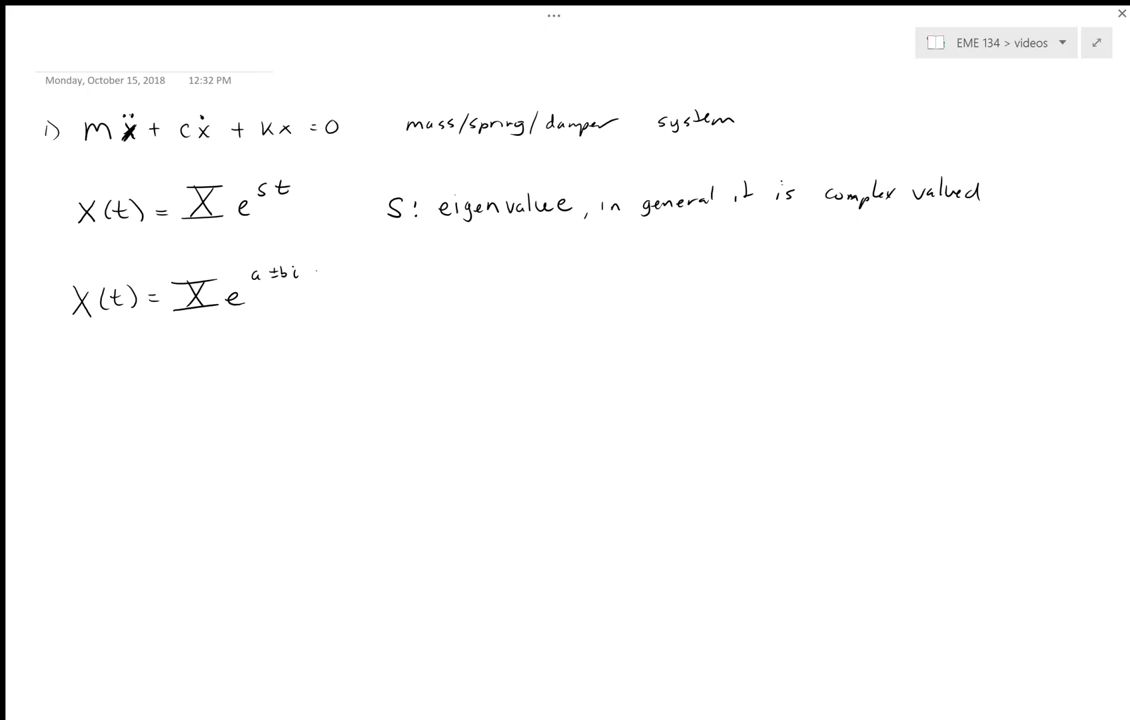 ...
EME 134 > videos
Monday, October 15, 2018 12:32 PM
1) mẍ + cẋ + kx = 0 mass/spring/damper system
X(t) = X e^{st} S: eigenvalue, in general it is complex valued
X(t) = X e^{a ± bi}